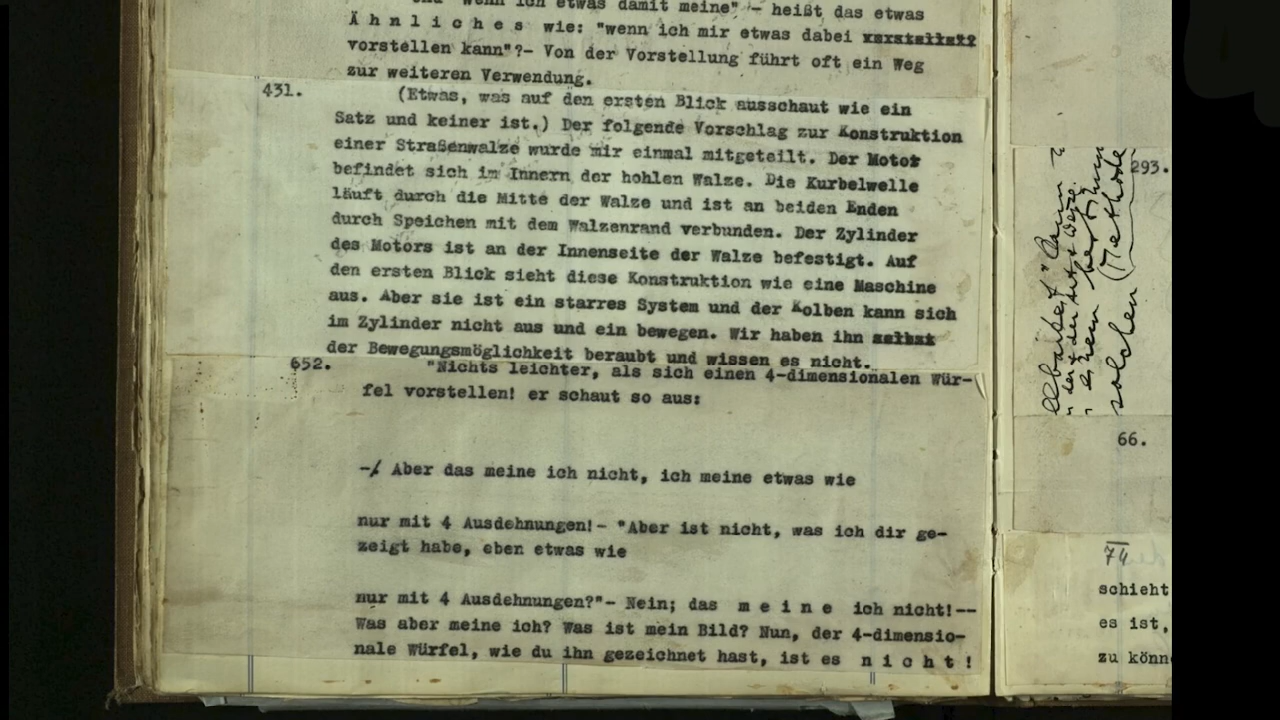 "wenn ich etwas damit meine" - heißt das etwas
Ä h n l i c h e s wie: "wenn ich mir etwas dabei
vorstellen kann"?- Von der Vorstellung führt oft ein Weg
zur weiteren Verwendung.
431. (Etwas, was auf den ersten Blick ausschaut wie ein
Satz und keiner ist.) Der folgende Vorschlag zur Konstruktion
einer Straßenwalze wurde mir einmal mitgeteilt. Der Motor
befindet sich im Innern der hohlen Walze. Die Kurbelwelle
läuft durch die Mitte der Walze und ist an beiden Enden
durch Speichen mit dem Walzenrand verbunden. Der Zylinder
des Motors ist an der Innenseite der Walze befestigt. Auf
den ersten Blick sieht diese Konstruktion wie eine Maschine
aus. Aber sie ist ein starres System und der Kolben kann sich
im Zylinder nicht aus und ein bewegen. Wir haben ihn selbst
der Bewegungsmöglichkeit beraubt und wissen es nicht.
652. "Nichts leichter, als sich einen 4-dimensionalen Wür-
fel vorstellen! er schaut so aus:
-/ Aber das meine ich nicht, ich meine etwas wie
nur mit 4 Ausdehnungen!- "Aber ist nicht, was ich dir ge-
zeigt habe, eben etwas wie
nur mit 4 Ausdehnungen?"- Nein; das m e i n e ich nicht!--
Was aber meine ich? Was ist mein Bild? Nun, der 4-dimensio-
nale Würfel, wie du ihn gezeichnet hast, ist es n i c h t !
293.
solchen (Methode
66.
74
schieht
es ist,
zu könn